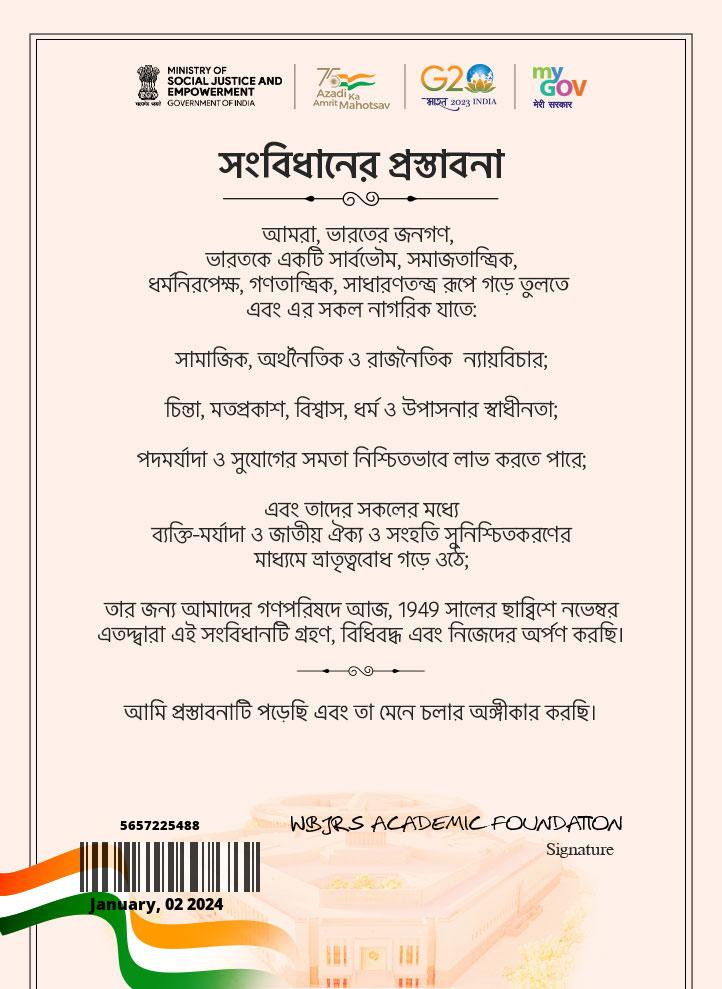 MINISTRY OF
SOCIAL JUSTICE AND
EMPOWERMENT
GOVERNMENT OF INDIA
सत्यमेव जयते
75
Azadi Ka
Amrit Mahotsav
G20
भारत 2023 INDIA
my
GOV
मेरी सरकार
সংবিধানের প্রস্তাবনা
আমরা, ভারতের জনগণ,
ভারতকে একটি সার্বভৌম, সমাজতান্ত্রিক,
ধর্মনিরপেক্ষ, গণতান্ত্রিক, সাধারণতন্ত্র রূপে গড়ে তুলতে
এবং এর সকল নাগরিক যাতে:
সামাজিক, অর্থনৈতিক ও রাজনৈতিক ন্যায়বিচার;
চিন্তা, মতপ্রকাশ, বিশ্বাস, ধর্ম ও উপাসনার স্বাধীনতা;
পদমর্যাদা ও সুযোগের সমতা নিশ্চিতভাবে লাভ করতে পারে;
এবং তাদের সকলের মধ্যে
ব্যক্তি-মর্যাদা ও জাতীয় ঐক্য ও সংহতি সুনিশ্চিতকরণের
মাধ্যমে ভ্রাতৃত্ববোধ গড়ে ওঠে;
তার জন্য আমাদের গণপরিষদে আজ, 1949 সালের ছাব্বিশে নভেম্বর
এতদ্দ্বারা এই সংবিধানটি গ্রহণ, বিধিবদ্ধ এবং নিজেদের অর্পণ করছি।
আমি প্রস্তাবনাটি পড়েছি এবং তা মেনে চলার অঙ্গীকার করছি।
5657225488
January, 02 2024
WBJRS ACADEMIC FOUNDATION
Signature